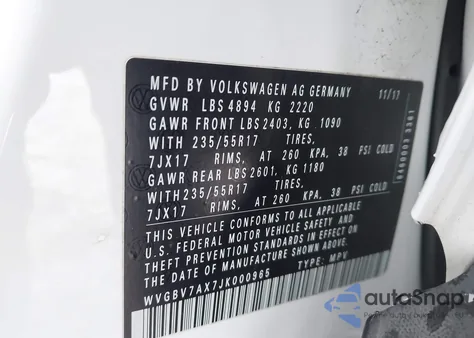 MFD BY VOLKSWAGEN AG GERMANY 11/17
GVWR LBS 4894 KG 2220
GAWR FRONT LBS 2403, KG 1090
WITH 235/55R17 TIRES,
7JX17 RIMS, AT 260 KPA, 38 PSI COLD
GAWR REAR LBS 2601, KG 1180
WITH 235/55R17 TIRES,
7JX17 RIMS, AT 260 KPA, 38 PSI COLD
THIS VEHICLE CONFORMS TO ALL APPLICABLE
U.S. FEDERAL MOTOR VEHICLE SAFETY AND
THEFT PREVENTION STANDARDS IN EFFECT ON
THE DATE OF MANUFACTURE SHOWN ABOVE.
WVGBV7AX7JK000965 TYPE: MPV
autoSnap